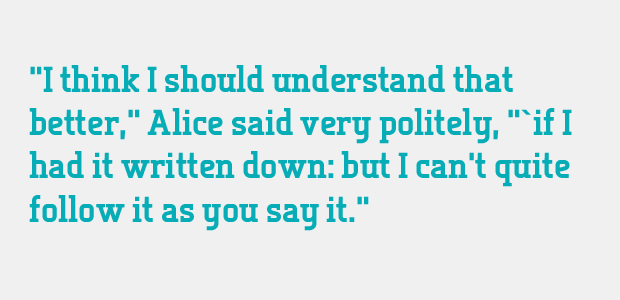 "I think I should understand that
better," Alice said very politely, "`if I
had it written down: but I can't quite
follow it as you say it."